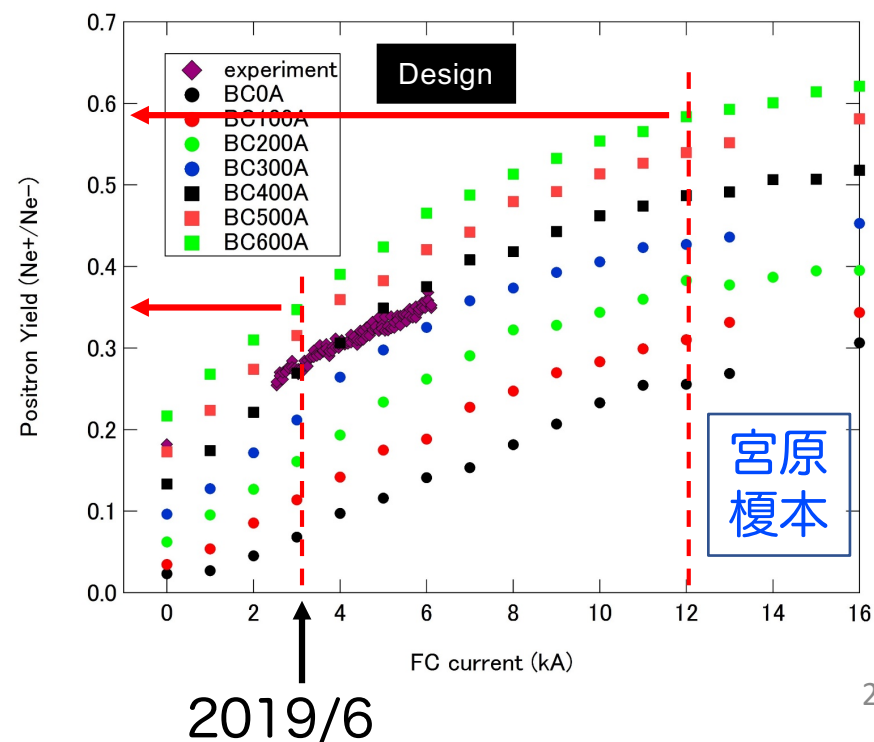 Design
experiment
BC0A
BC100A
BC200A
BC300A
BC400A
BC500A
BC600A
Positron Yield (Ne+/Ne-)
0.7
0.6
0.5
0.4
0.3
0.2
0.1
0.0
宮原
榎本
0 2 4 6 8 10 12 14 16
FC current (kA)
2019/6
2